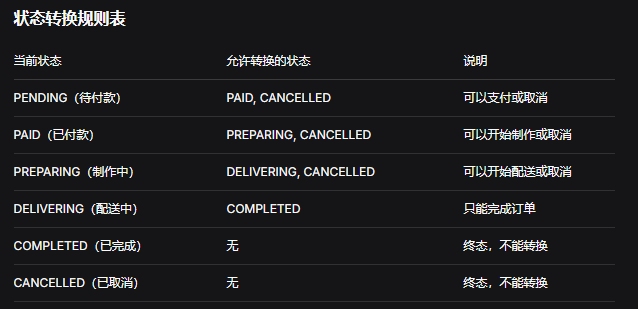 状态转换规则表
当前状态 允许转换的状态 说明
PENDING（待付款） PAID, CANCELLED 可以支付或取消
PAID（已付款） PREPARING, CANCELLED 可以开始制作或取消
PREPARING（制作中） DELIVERING, CANCELLED 可以开始配送或取消
DELIVERING（配送中） COMPLETED 只能完成订单
COMPLETED（已完成） 无 终态，不能转换
CANCELLED（已取消） 无 终态，不能转换